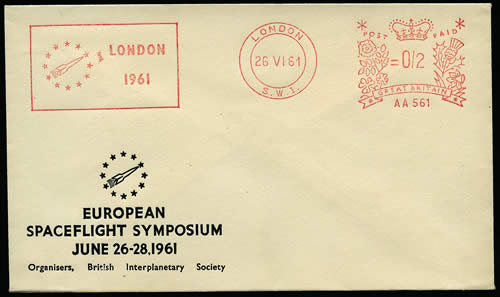 LONDON
1961
LONDON
26 VI 61
S.W.1.
POST PAID
=0/2
GREAT BRITAIN
AA 561
EUROPEAN
SPACEFLIGHT SYMPOSIUM
JUNE 26-28, 1961
Organisers, British Interplanetary Society